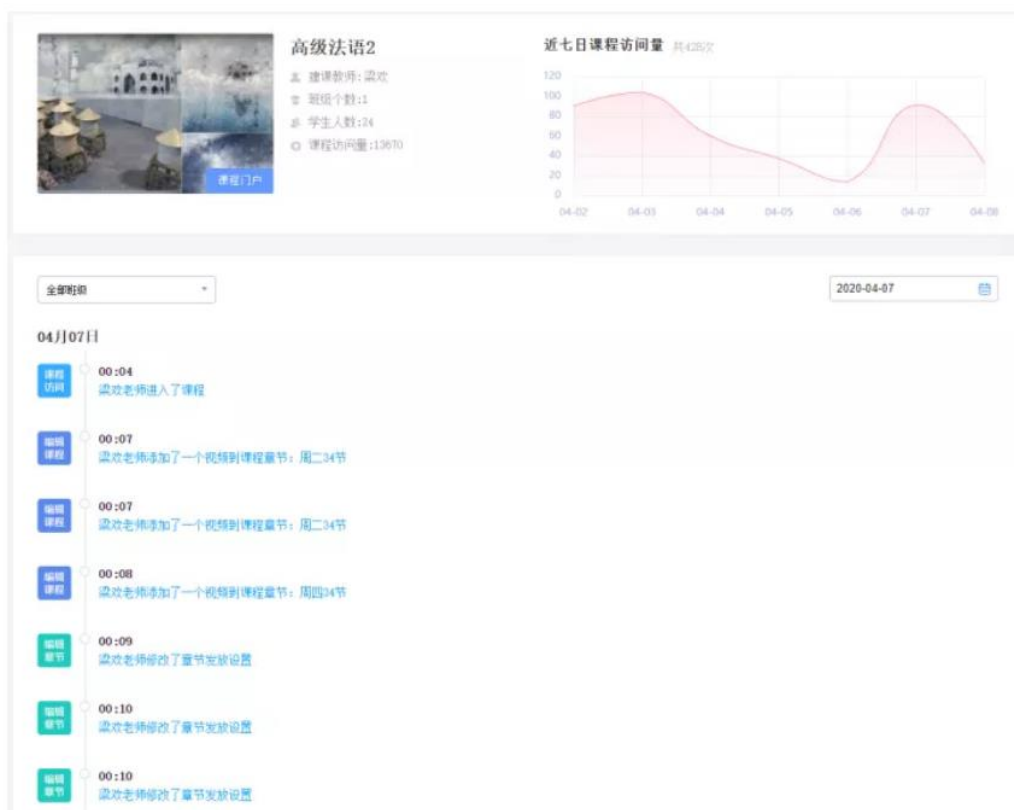 高级法语2
建课教师:梁欢
班级个数:1
学生人数:24
课程访问量:13670
课程门户
近七日课程访问量 共428次
120
100
80
60
40
20
0
04-02 04-03 04-04 04-05 04-06 04-07 04-08
全部班级
2020-04-07
04月07日
课程
访问
00:04
梁欢老师进入了课程
编辑
课程
00:07
梁欢老师添加了一个视频到课程章节：周二34节
编辑
课程
00:07
梁欢老师添加了一个视频到课程章节：周二34节
编辑
课程
00:08
梁欢老师添加了一个视频到课程章节：周四34节
编辑
章节
00:09
梁欢老师修改了章节发放设置
编辑
章节
00:10
梁欢老师修改了章节发放设置
编辑
章节
00:10
梁欢老师修改了章节发放设置